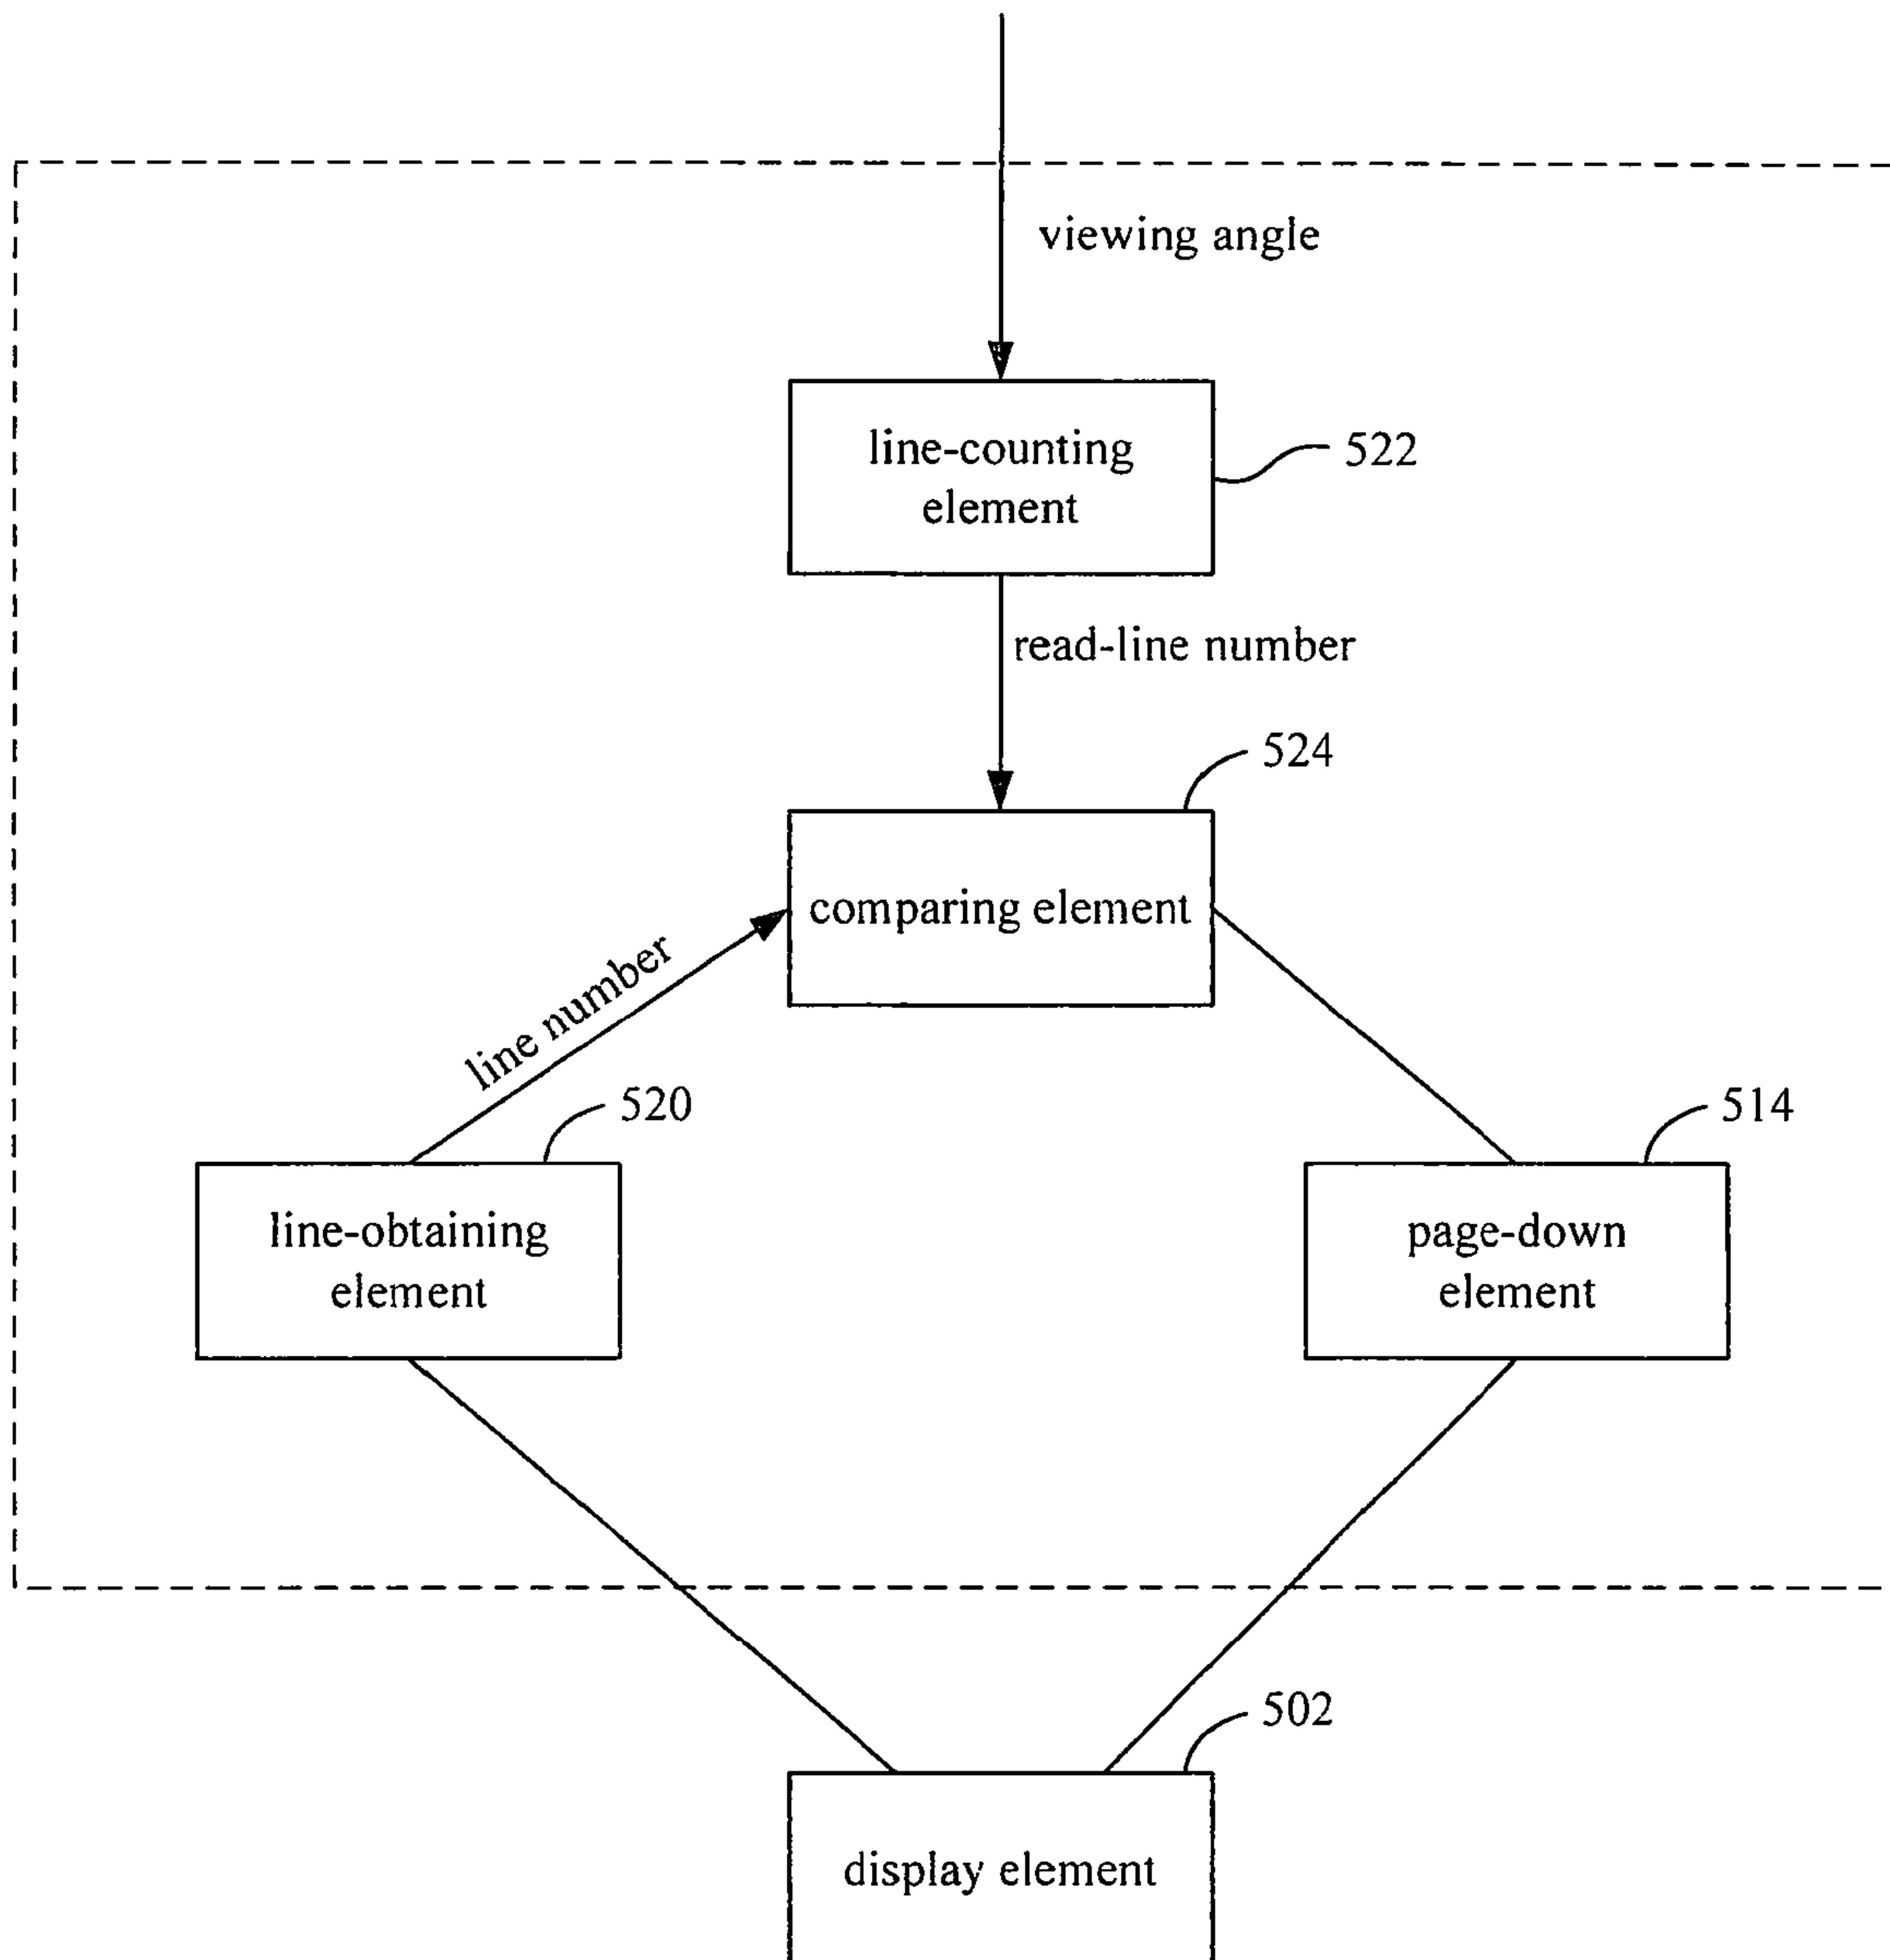 viewing angle
line-counting
element
522
read-line number
524
comparing element
line number
520
514
line-obtaining
element
page-down
element
502
display element